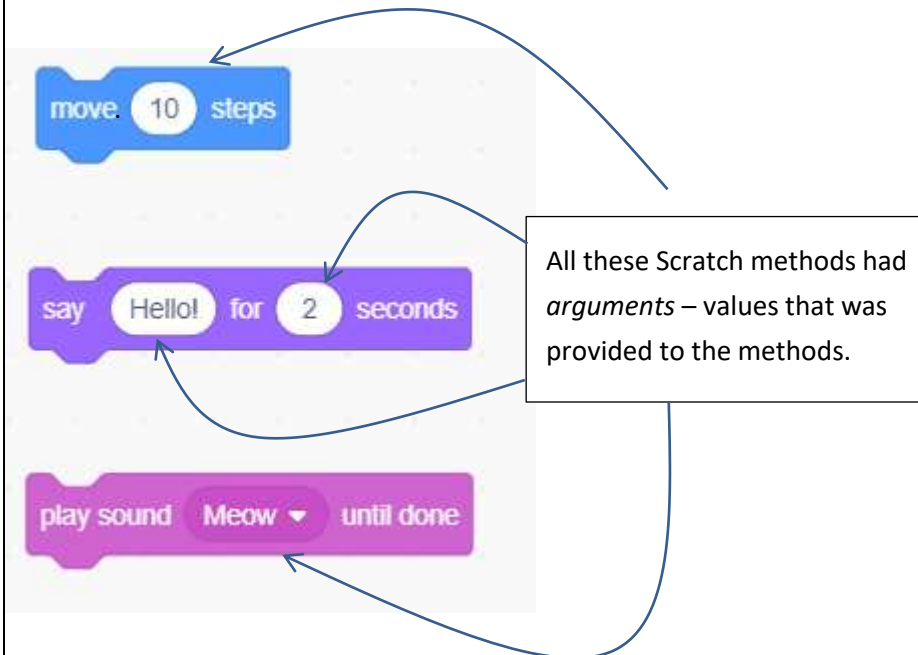 move. 10 steps
say Hello! for 2 seconds
All these Scratch methods had
arguments – values that was
provided to the methods.
play sound Meow until done